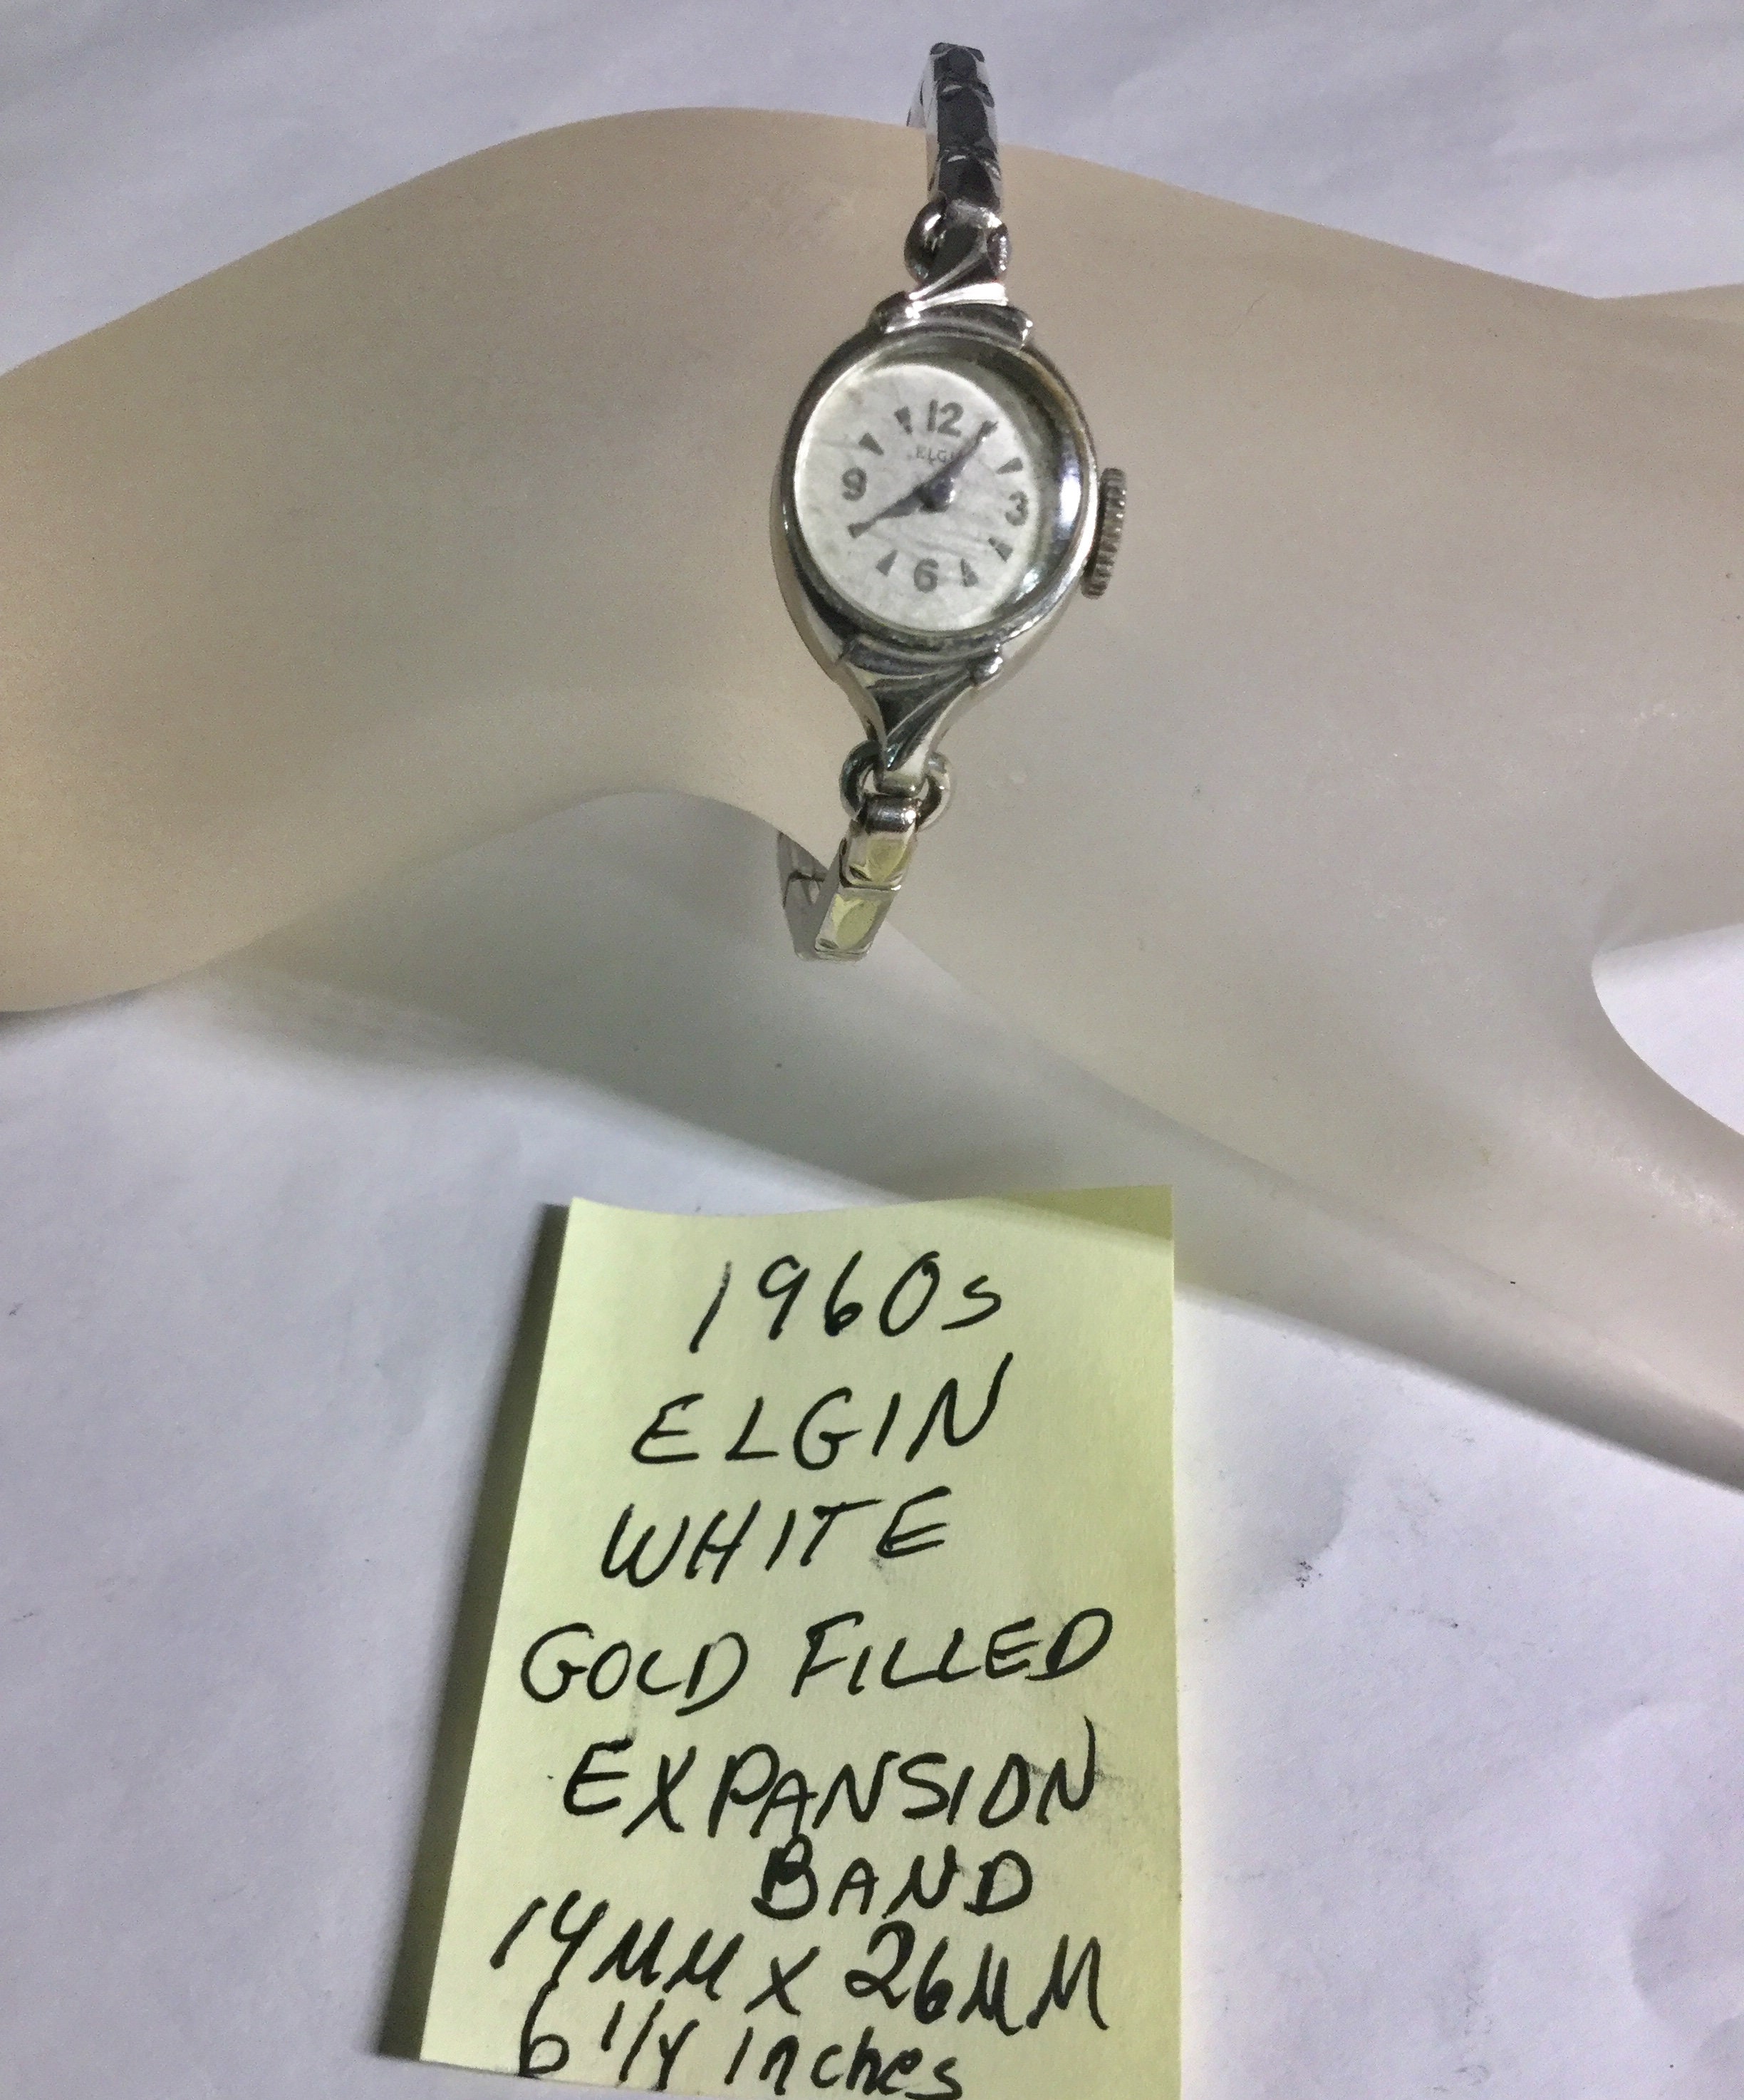 12
ELGIN
9
3
6
1960s
ELGIN
WHITE
GOLD FILLED
EXPANSION
BAND
14MM X 26MM
6 1/4 inches